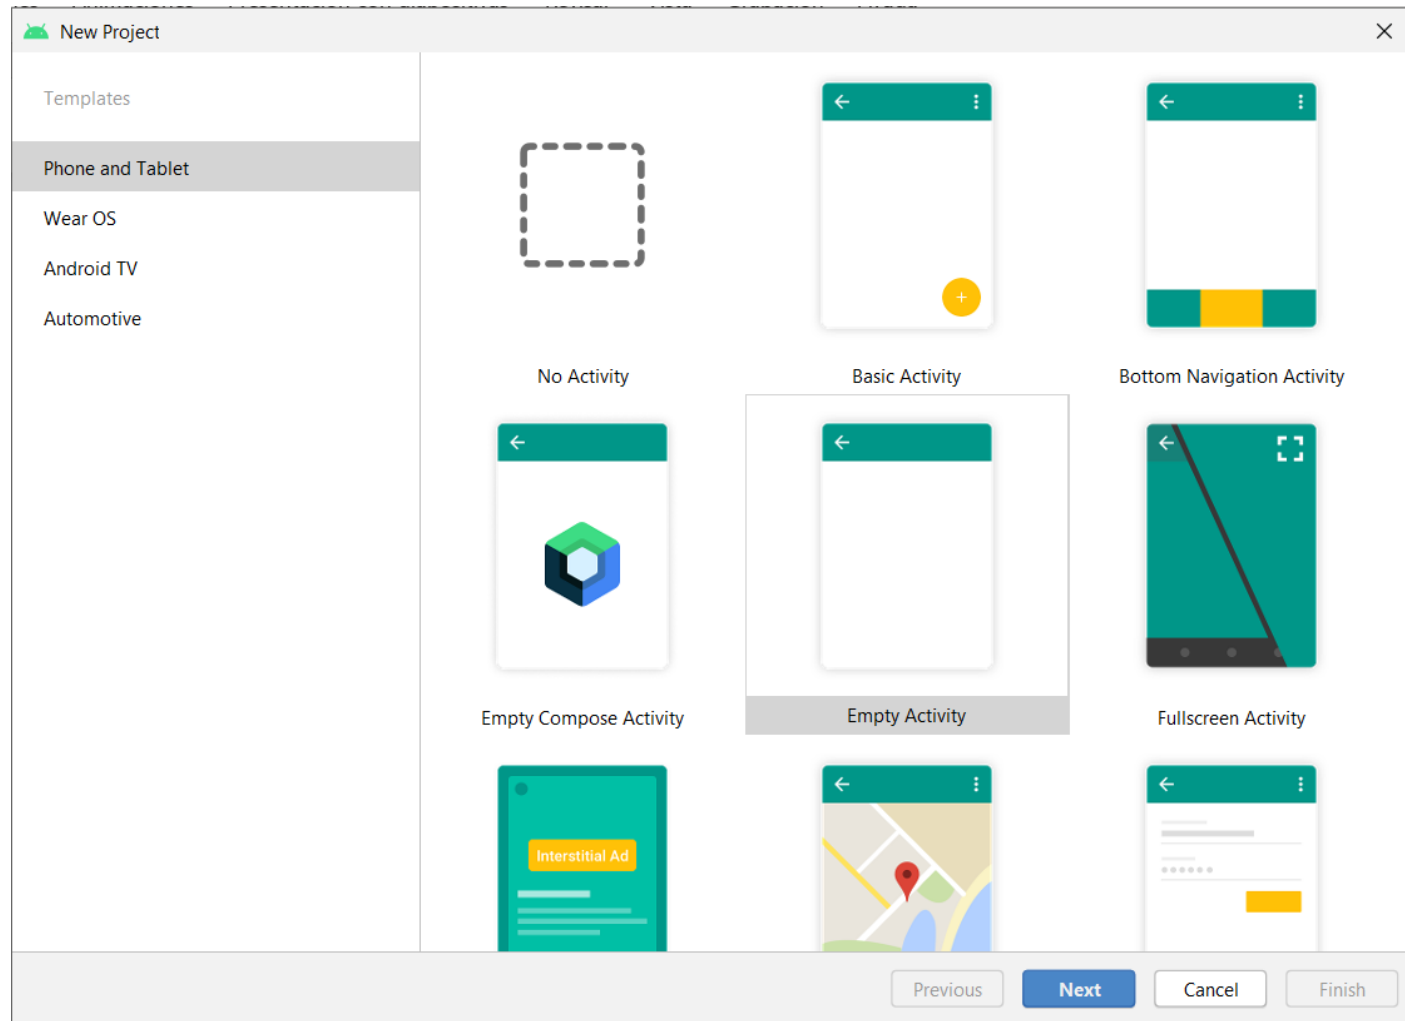 New Project
Templates
Phone and Tablet
Wear OS
Android TV
Automotive
No Activity
Basic Activity
Bottom Navigation Activity
Empty Compose Activity
Empty Activity
Fullscreen Activity
Interstitial Ad
Previous
Next
Cancel
Finish